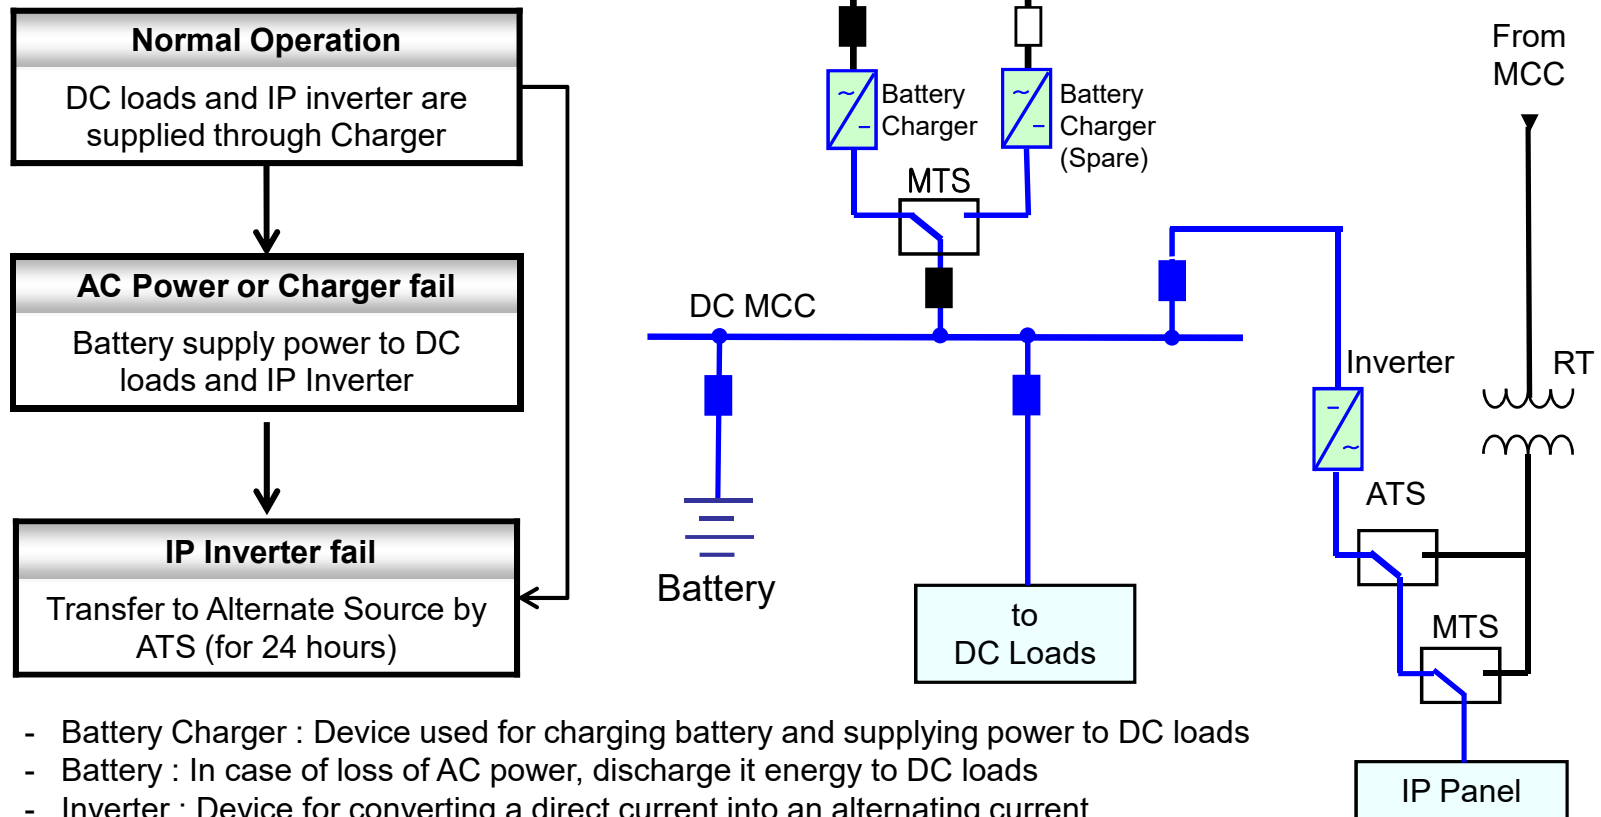 Normal Operation
DC loads and IP inverter are
supplied through Charger
AC Power or Charger fail
Battery supply power to DC
loads and IP Inverter
IP Inverter fail
Transfer to Alternate Source by
ATS (for 24 hours)
Battery
Charger
Battery
Charger
(Spare)
From
MCC
MTS
DC MCC
Inverter
RT
ATS
Battery
to
DC Loads
MTS
IP Panel
- Battery Charger : Device used for charging battery and supplying power to DC loads
- Battery : In case of loss of AC power, discharge it energy to DC loads
- Inverter : Device for converting a direct current into an alternating current